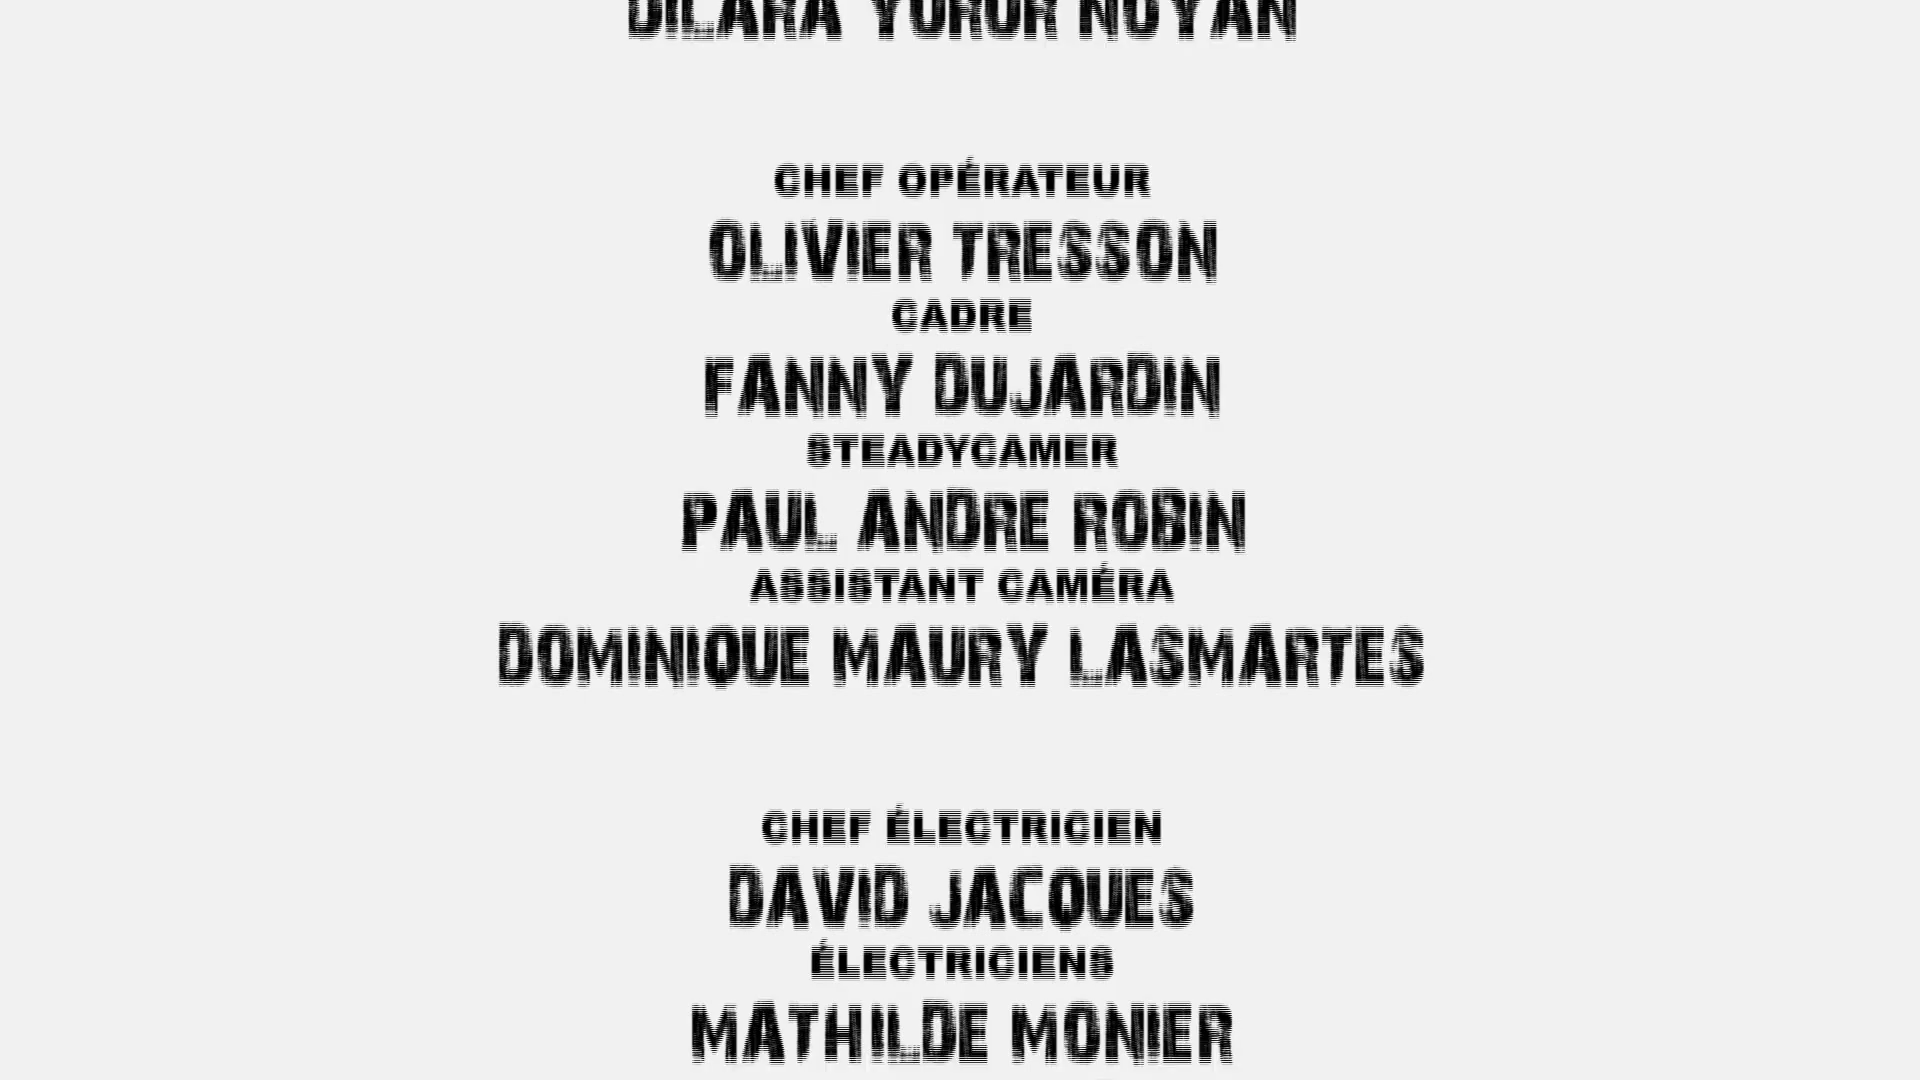 DILARA YURUR NUYAN
CHEF OPÉRATEUR
OLIVIER TRESSON
CADRE
FANNY DUJARDIN
STEADYCAMER
PAUL ANDRE ROBIN
ASSISTANT CAMÉRA
DOMINIQUE MAURY LASMARTES
CHEF ÉLECTRICIEN
DAVID JACQUES
ÉLECTRICIENS
MATHILDE MONIER